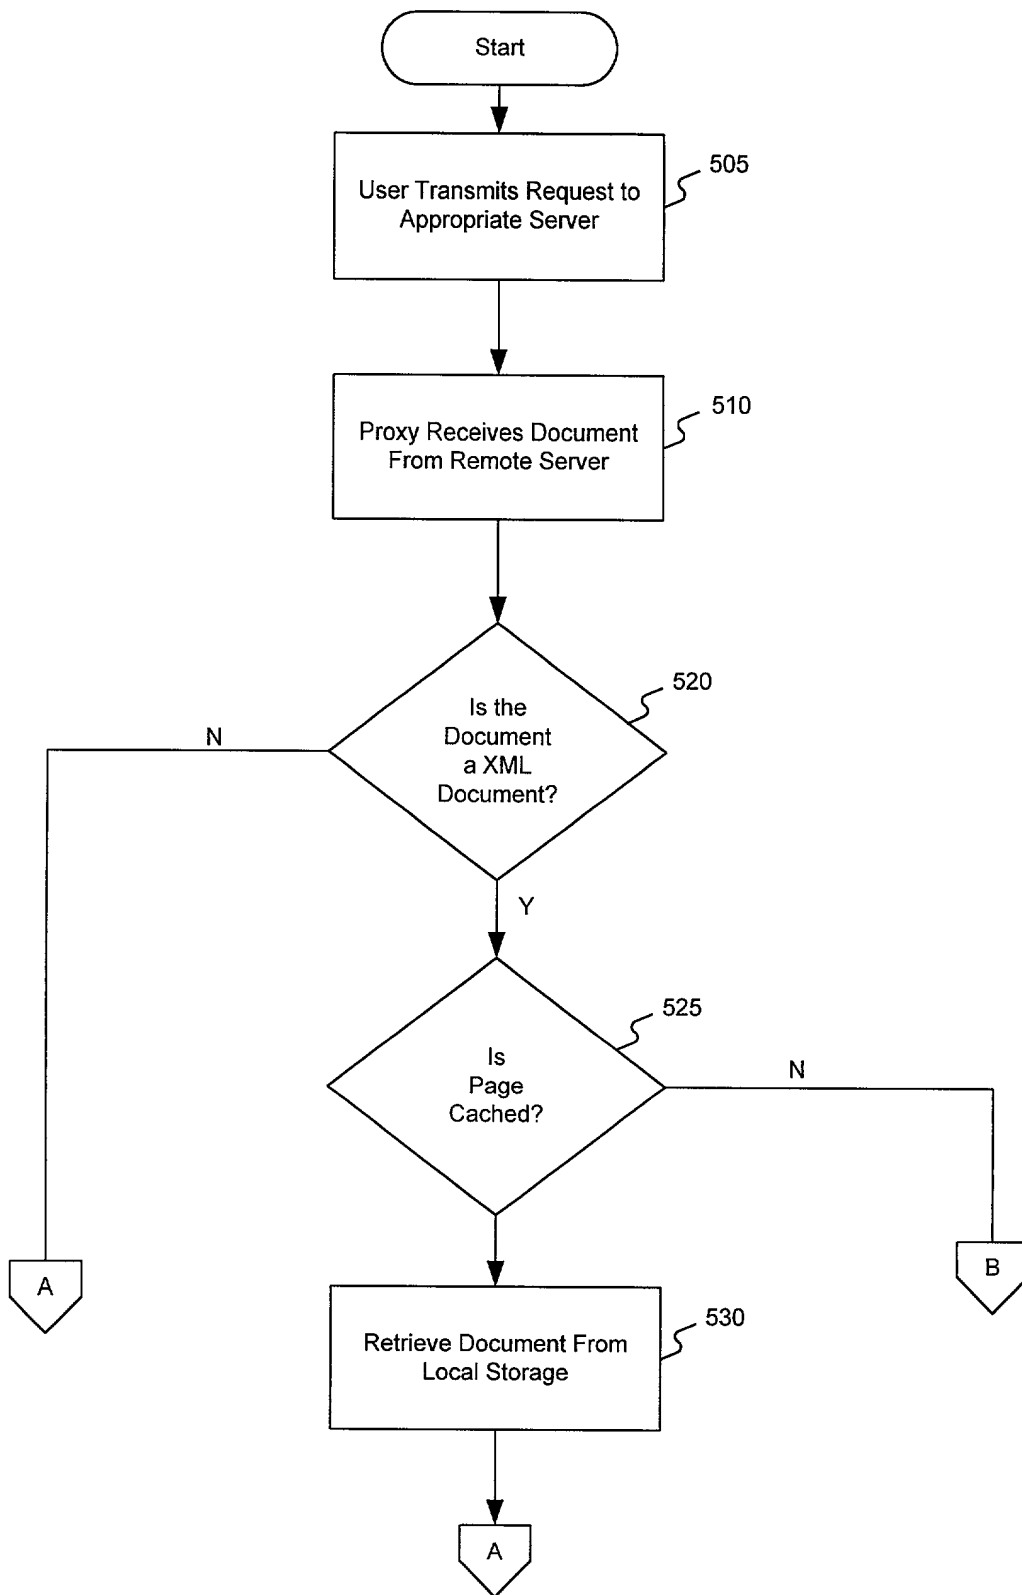 Start
User Transmits Request to
Appropriate Server
505
Proxy Receives Document
From Remote Server
510
Is the
Document
a XML
Document?
520
N
Y
Is
Page
Cached?
525
N
A
B
Retrieve Document From
Local Storage
530
A